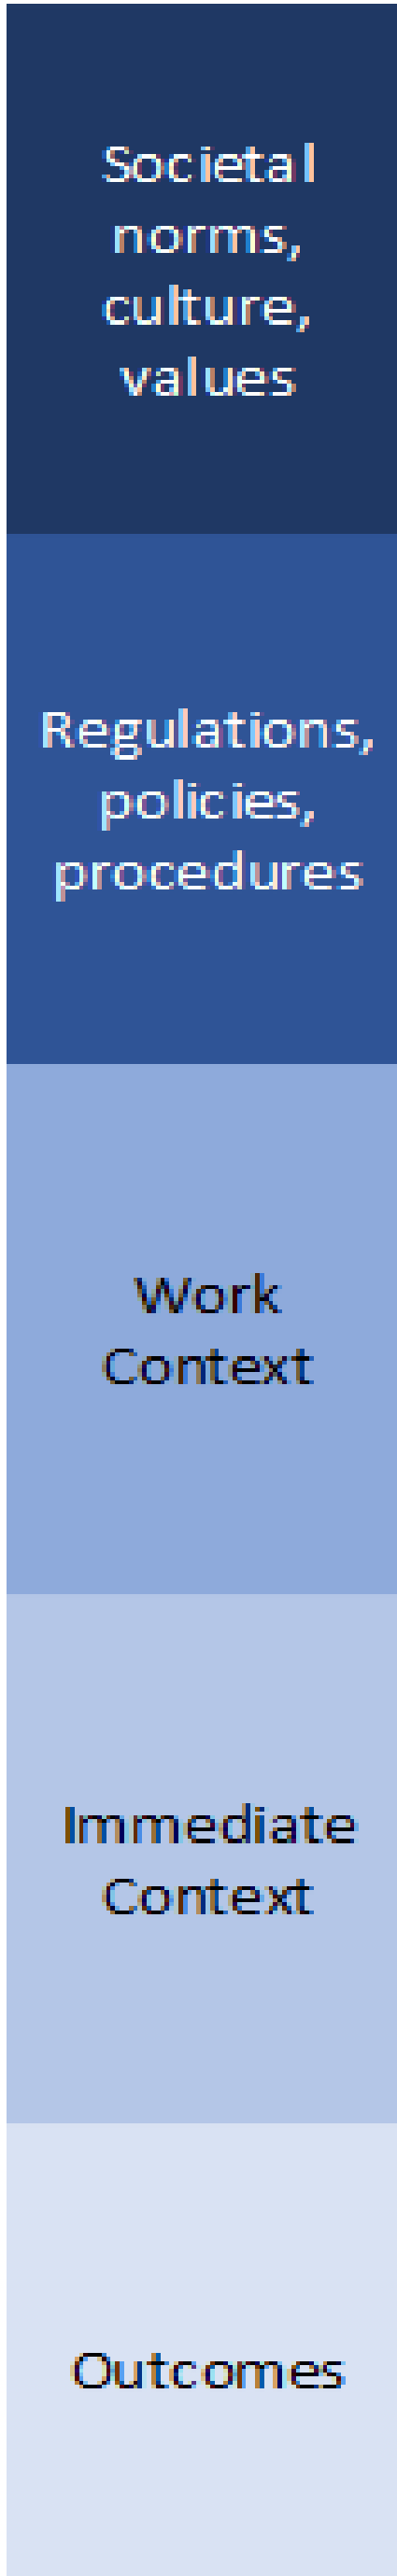 Societal
norms,
culture,
values
Regulations,
policies,
procedures
Work
Context
Immediate
Context
Outcomes